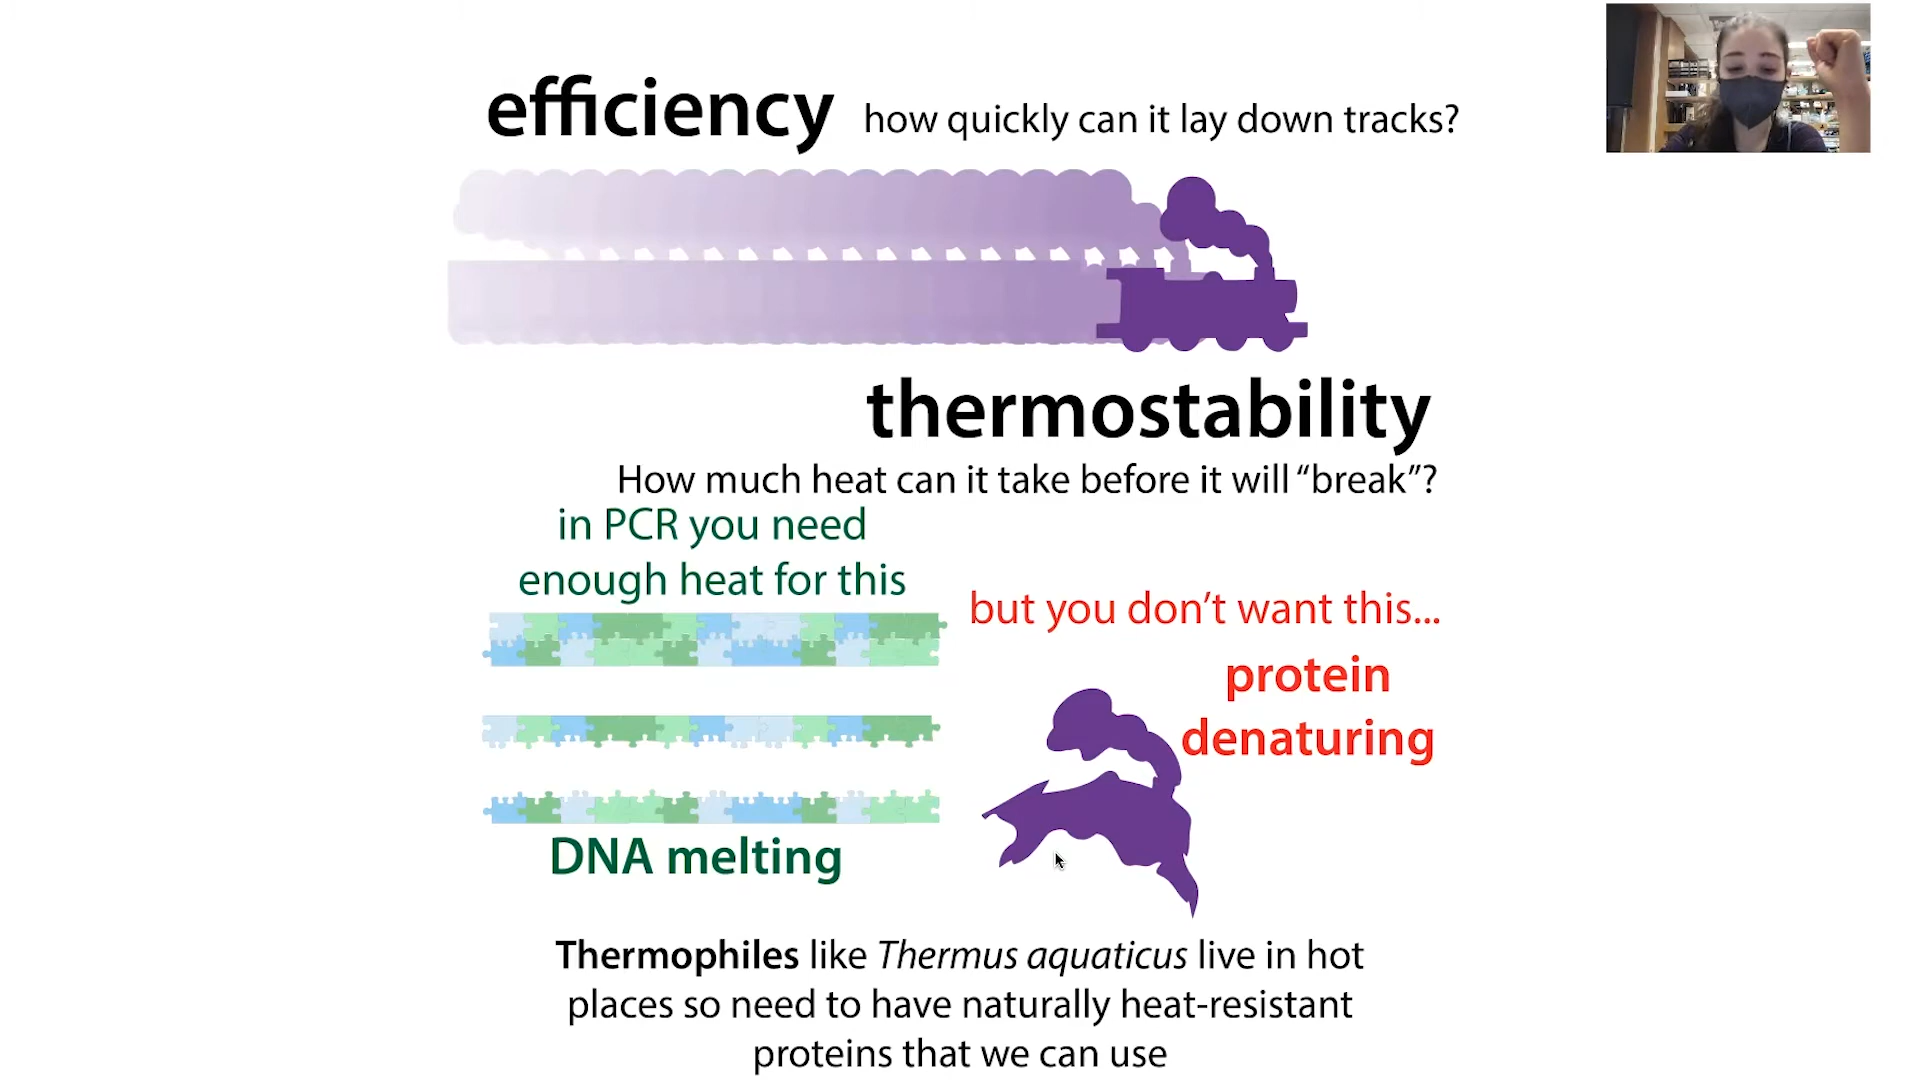 efficiency how quickly can it lay down tracks?
thermostability
How much heat can it take before it will “break”?
in PCR you need
enough heat for this
but you don’t want this...
protein
denaturing
DNA melting
Thermophiles like Thermus aquaticus live in hot
places so need to have naturally heat-resistant
proteins that we can use